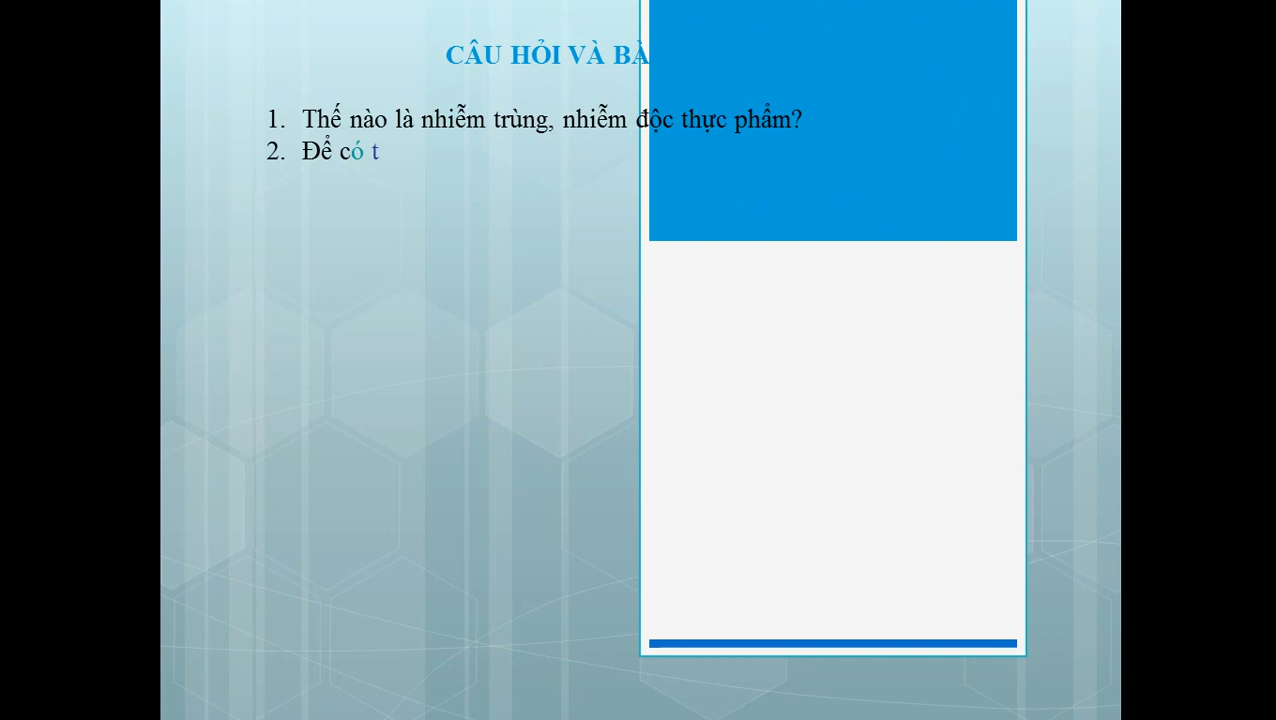 CÂU HỎI VÀ BÀ
1. Thế nào là nhiễm trùng, nhiễm độc thực phẩm?
2. Để có t